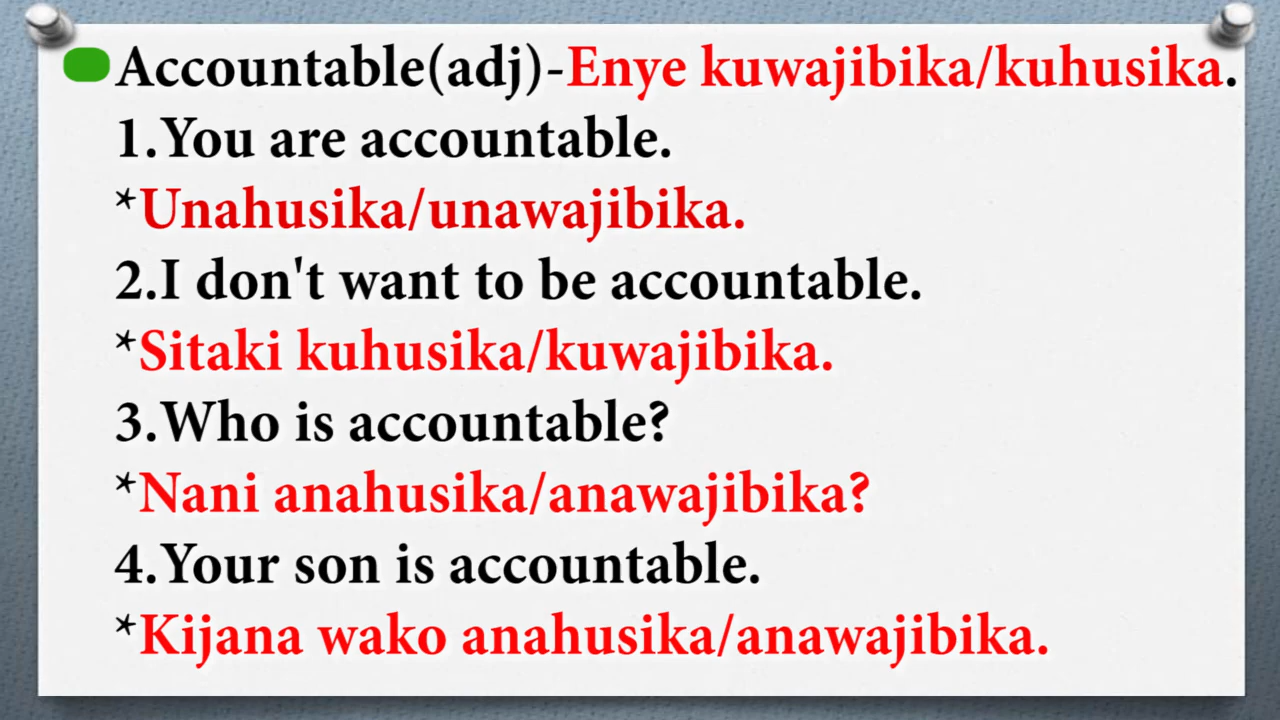 Accountable(adj)-Enye kuwajibika/kuhusika.
1.You are accountable.
*Unahusika/unawajibika.
2.I don't want to be accountable.
*Sitaki kuhusika/kuwajibika.
3.Who is accountable?
*Nani anahusika/anawajibika?
4.Your son is accountable.
*Kijana wako anahusika/anawajibika.